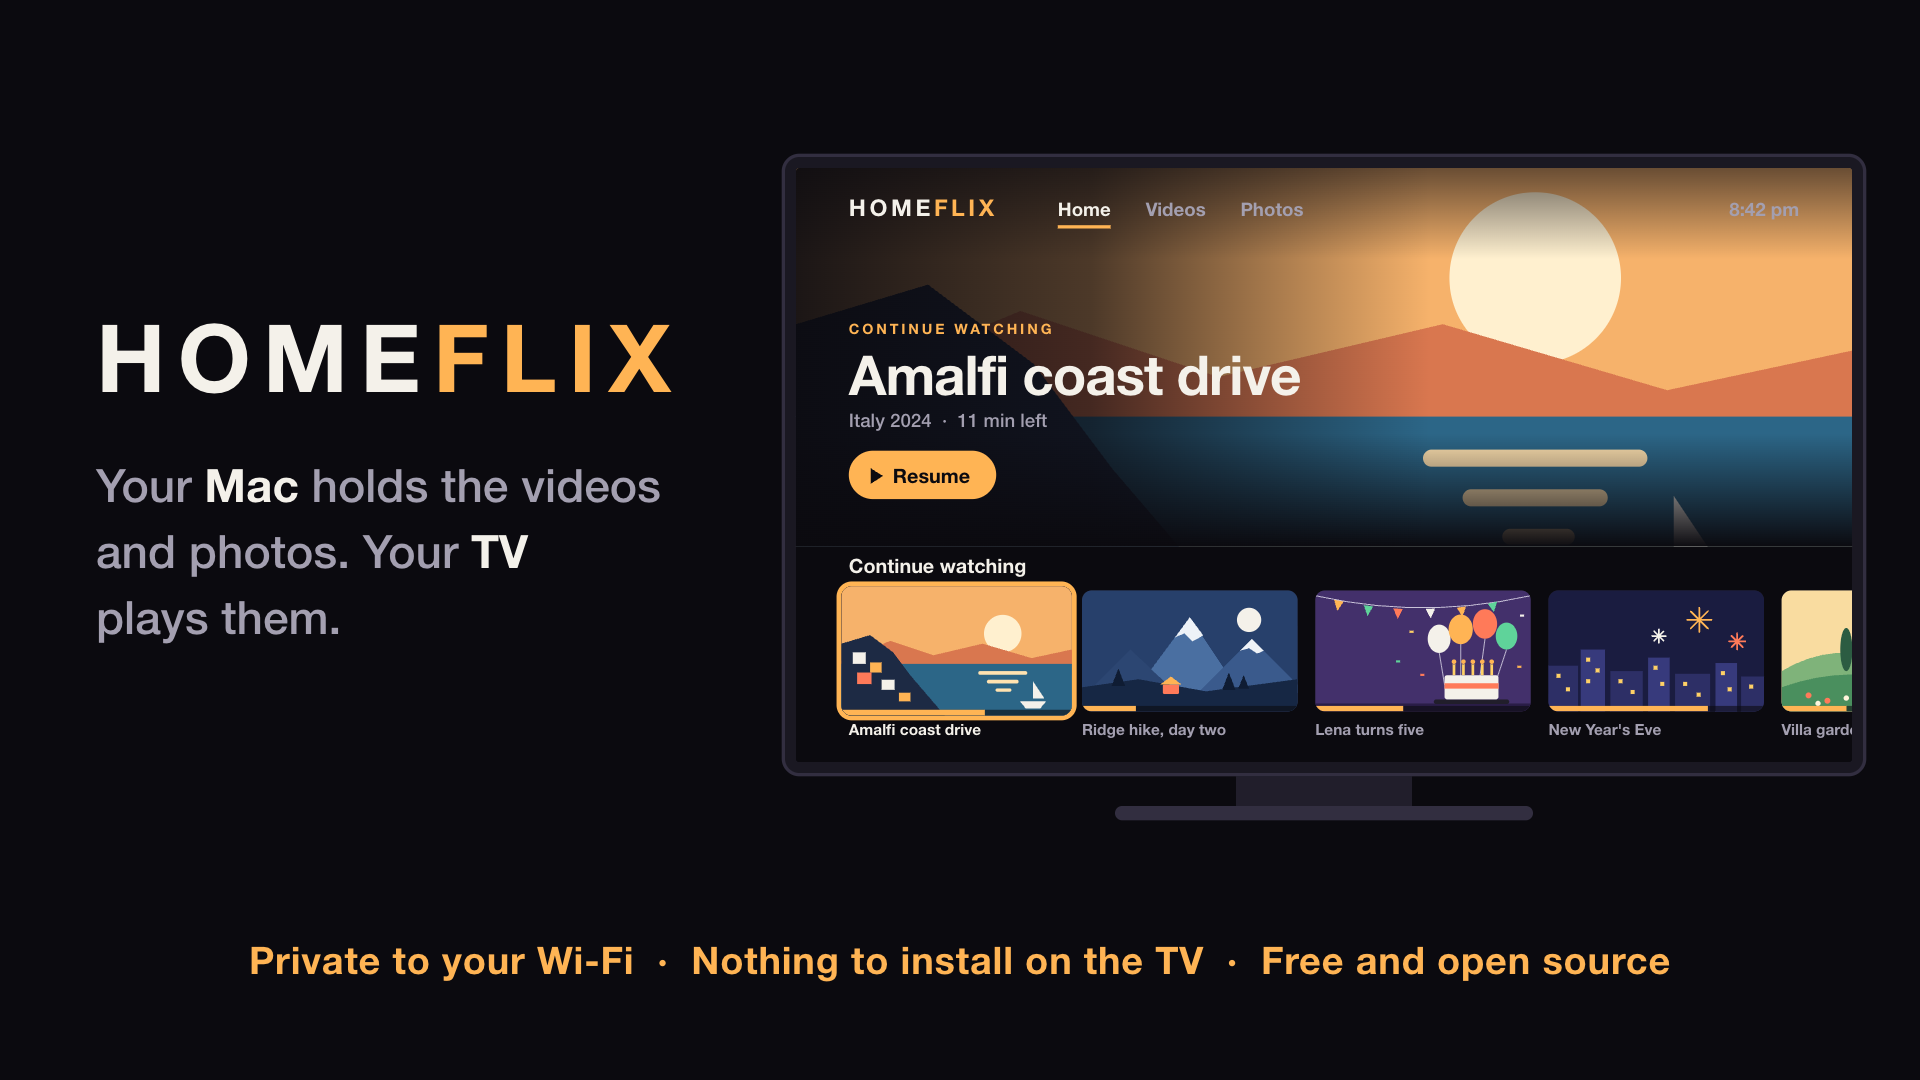 HOMEFLIX
Your Mac holds the videos
and photos. Your TV
plays them.
HOMEFLIX
Home
Videos
Photos
8:42 pm
CONTINUE WATCHING
Amalfi coast drive
Italy 2024 · 11 min left
Resume
Continue watching
Amalfi coast drive
Ridge hike, day two
Lena turns five
New Year's Eve
Villa gard
Private to your Wi-Fi · Nothing to install on the TV · Free and open source